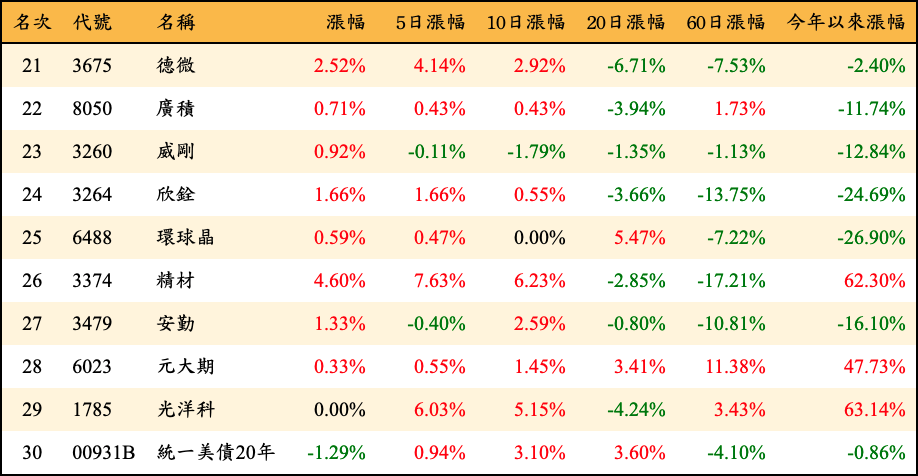 名次 代號 名稱 漲幅 5日漲幅 10日漲幅 20日漲幅 60日漲幅 今年以來漲幅
21 3675 德微 2.52% 4.14% 2.92% -6.71% -7.53% -2.40%
22 8050 廣積 0.71% 0.43% 0.43% -3.94% 1.73% -11.74%
23 3260 威剛 0.92% -0.11% -1.79% -1.35% -1.13% -12.84%
24 3264 欣銓 1.66% 1.66% 0.55% -3.66% -13.75% -24.69%
25 6488 環球晶 0.59% 0.47% 0.00% 5.47% -7.22% -26.90%
26 3374 精材 4.60% 7.63% 6.23% -2.85% -17.21% 62.30%
27 3479 安勤 1.33% -0.40% 2.59% -0.80% -10.81% -16.10%
28 6023 元大期 0.33% 0.55% 1.45% 3.41% 11.38% 47.73%
29 1785 光洋科 0.00% 6.03% 5.15% -4.24% 3.43% 63.14%
30 00931B 統一美債20年 -1.29% 0.94% 3.10% 3.60% -4.10% -0.86%